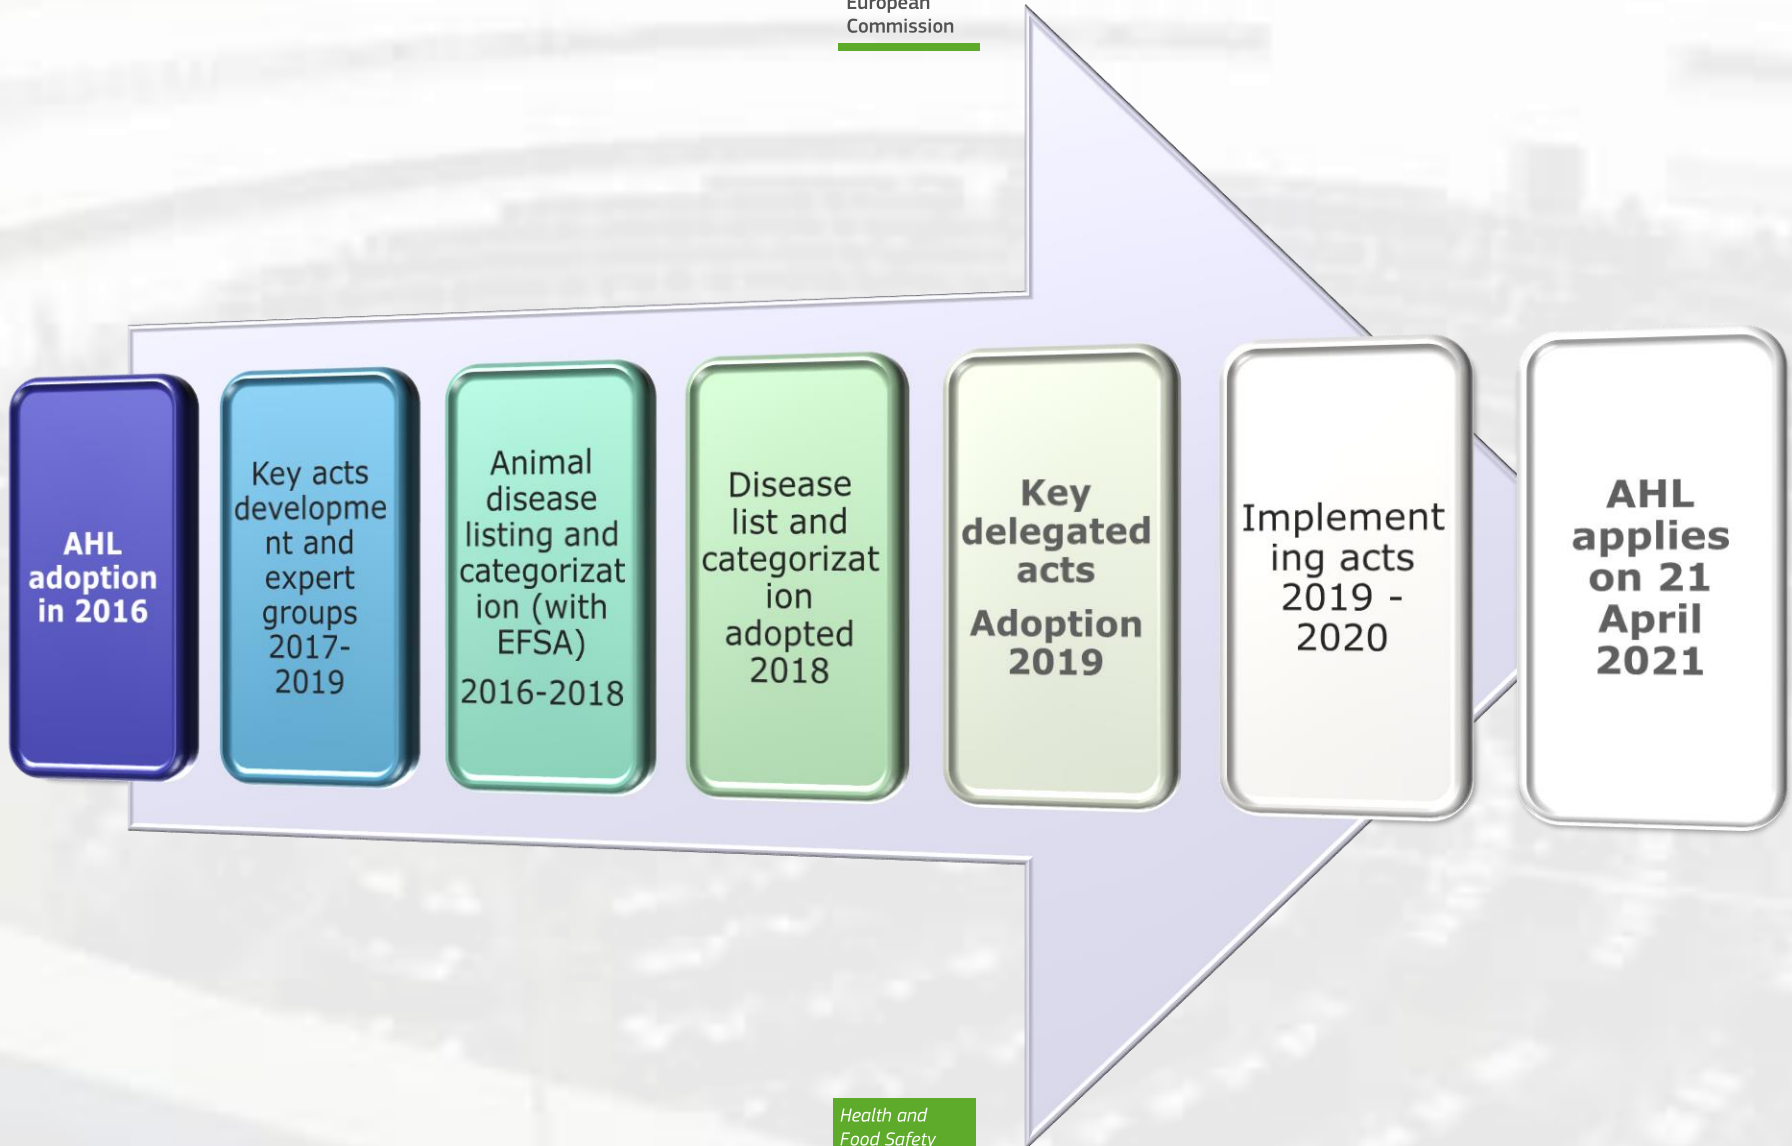 European
Commission
AHL
adoption
in 2016
Key acts
developme
nt and
expert
groups
2017-
2019
Animal
disease
listing and
categorizat
ion (with
EFSA)
2016-2018
Disease
list and
categorizat
ion
adopted
2018
Key
delegated
acts
Adoption
2019
Implement
ing acts
2019 -
2020
AHL
applies
on 21
April
2021
Health and
Food Safety